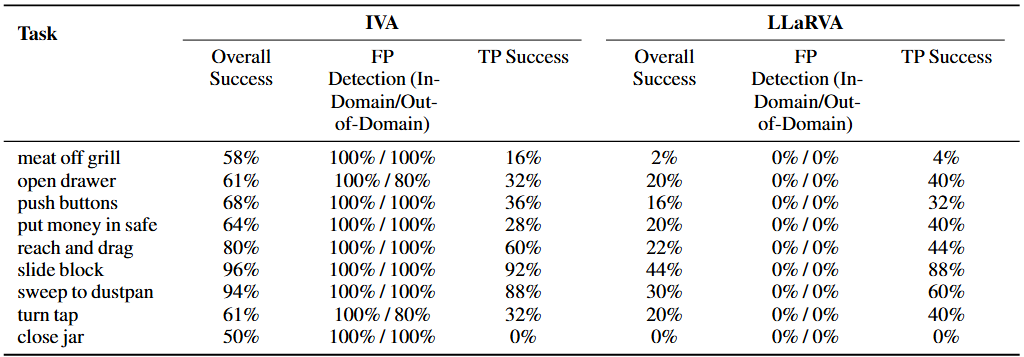 Task IVA LLaRVA
Overall Success FP Detection (In-Domain/Out-of-Domain) TP Success Overall Success FP Detection (In-Domain/Out-of-Domain) TP Success
meat off grill 58% 100% / 100% 16% 2% 0% / 0% 4%
open drawer 61% 100% / 80% 32% 20% 0% / 0% 40%
push buttons 68% 100% / 100% 36% 16% 0% / 0% 32%
put money in safe 64% 100% / 100% 28% 20% 0% / 0% 40%
reach and drag 80% 100% / 100% 60% 22% 0% / 0% 44%
slide block 96% 100% / 100% 92% 44% 0% / 0% 88%
sweep to dustpan 94% 100% / 100% 88% 30% 0% / 0% 60%
turn tap 61% 100% / 80% 32% 20% 0% / 0% 40%
close jar 50% 100% / 100% 0% 0% 0% / 0% 0%